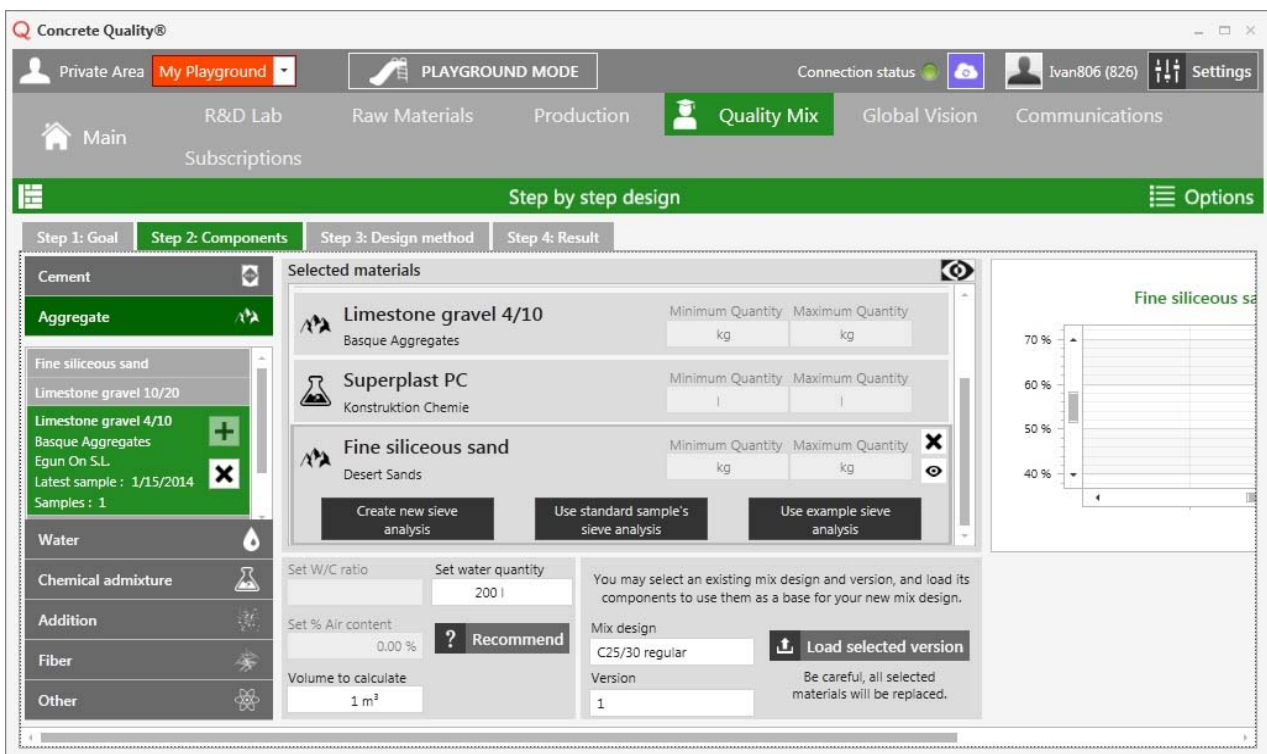 Concrete Quality®
Private Area My Playground PLAYGROUND MODE Connection status Ivan806 (826) Settings
Main R&D Lab Raw Materials Production Quality Mix Global Vision Communications
Subscriptions
Step by step design Options
Step 1: Goal Step 2: Components Step 3: Design method Step 4: Result
Cement
Aggregate
Fine siliceous sand
Limestone gravel 10/20
Limestone gravel 4/10
Basque Aggregates
Egun On S.L.
Latest sample : 1/15/2014
Samples : 1
Water
Chemical admixture
Addition
Fiber
Other
Selected materials
Limestone gravel 4/10 Minimum Quantity Maximum Quantity
Basque Aggregates kg kg
Superplast PC Minimum Quantity Maximum Quantity
Konstruktion Chemie l l
Fine siliceous sand Minimum Quantity Maximum Quantity
Desert Sands kg kg
Create new sieve
analysis
Use standard sample's
sieve analysis
Use example sieve
analysis
Set W/C ratio Set water quantity
200 l
Set % Air content
0.00 % ? Recommend
Volume to calculate
1 m³
You may select an existing mix design and version, and load its
components to use them as a base for your new mix design.
Mix design
C25/30 regular
Version
1
Load selected version
Be careful, all selected
materials will be replaced.
Fine siliceous sa
70 %
60 %
50 %
40 %